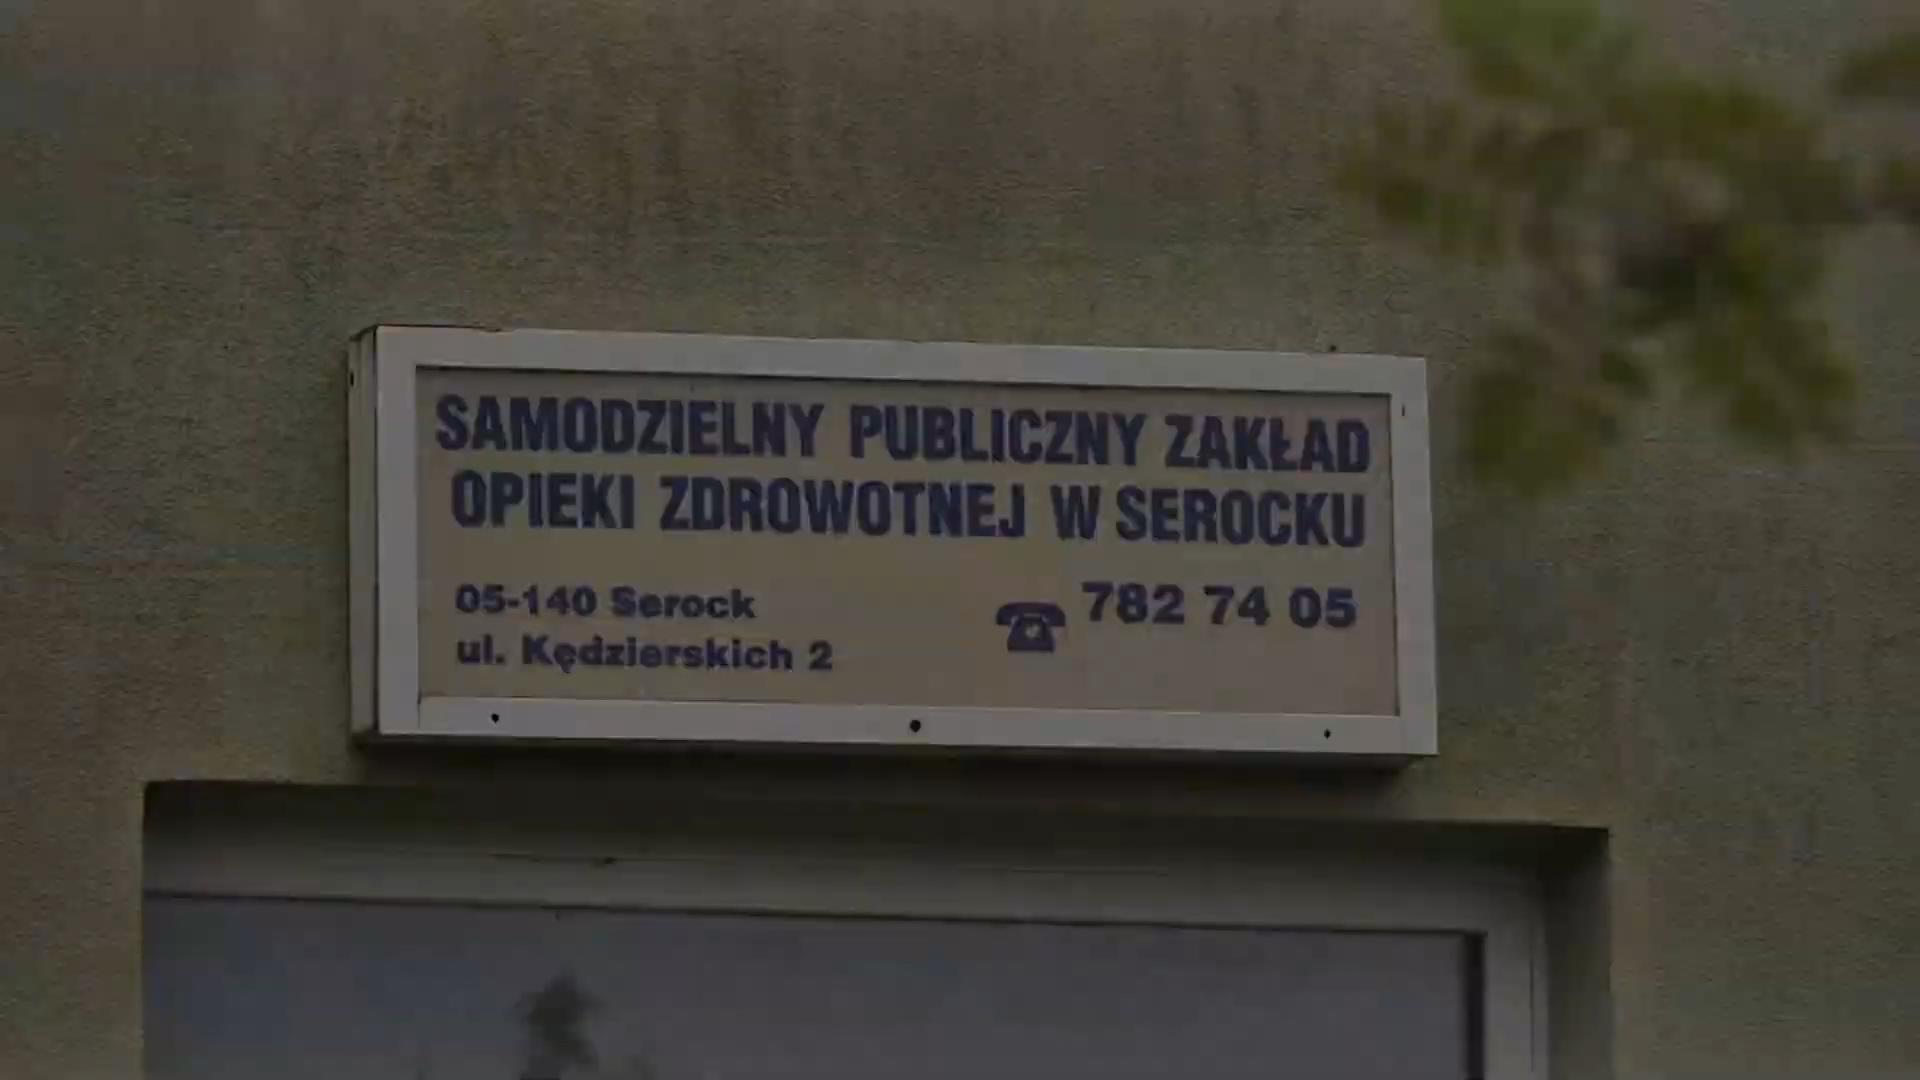 SAMODZIELNY PUBLICZNY ZAKŁAD
OPIEKI ZDROWOTNEJ W SEROCKU
05-140 Serock
ul. Kędzierskich 2
782 74 05